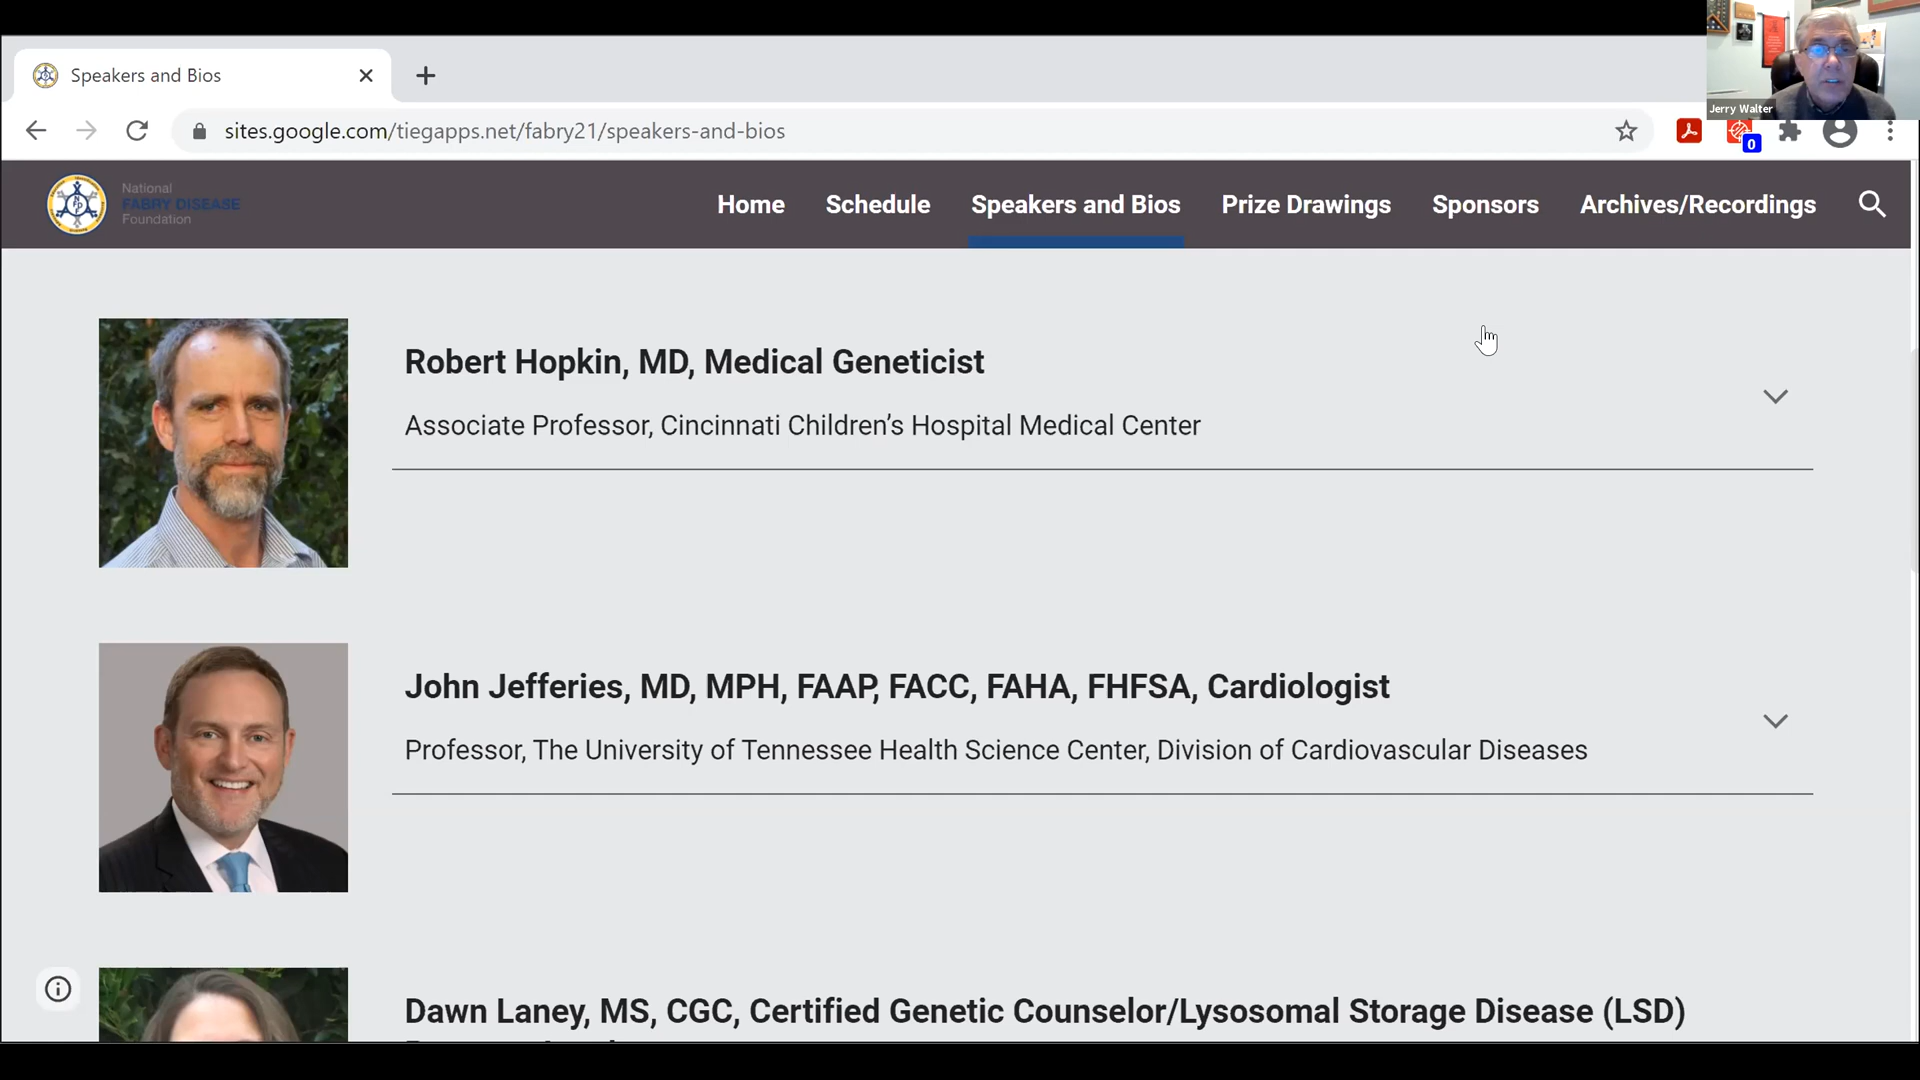 Speakers and Bios
Jerry Walter
sites.google.com/tiegapps.net/fabry21/speakers-and-bios
0
National
FABRY DISEASE
Foundation
Home
Schedule
Speakers and Bios
Prize Drawings
Sponsors
Archives/Recordings
Robert Hopkin, MD, Medical Geneticist
Associate Professor, Cincinnati Children’s Hospital Medical Center
John Jefferies, MD, MPH, FAAP, FACC, FAHA, FHFSA, Cardiologist
Professor, The University of Tennessee Health Science Center, Division of Cardiovascular Diseases
Dawn Laney, MS, CGC, Certified Genetic Counselor/Lysosomal Storage Disease (LSD)